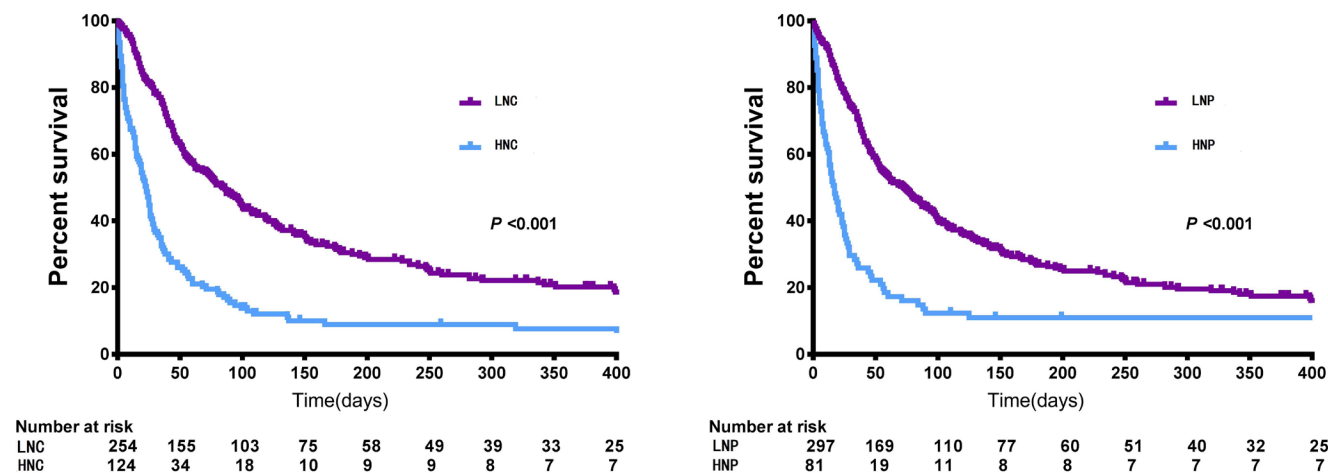 100
80
60
40
20
0
Percent survival
LNC
HNC
P <0.001
0 50 100 150 200 250 300 350 400
Time(days)
Number at risk
LNC 254 155 103 75 58 49 39 33 25
HNC 124 34 18 10 9 9 8 7 7
100
80
60
40
20
0
Percent survival
LNP
HNP
P <0.001
0 50 100 150 200 250 300 350 400
Time(days)
Number at risk
LNP 297 169 110 77 60 51 40 32 25
HNP 81 19 11 8 8 7 7 7 7